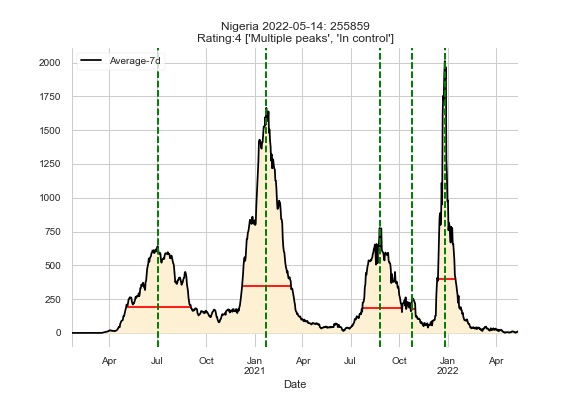 Nigeria 2022-05-14: 255859
Rating:4 ['Multiple peaks', 'In control']
Average-7d
2000
1750
1500
1250
1000
750
500
250
0
Apr Jul Oct Jan Apr Jul Oct Jan Apr
2021 2022
Date